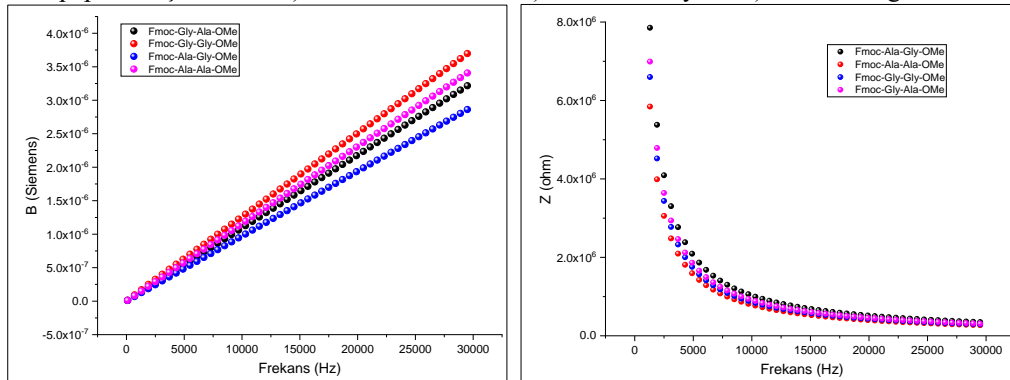 Fmoc-Gly-Ala-OMe
Fmoc-Gly-Gly-OMe
Fmoc-Ala-Gly-OMe
Fmoc-Ala-Ala-OMe
4.0x10⁻⁶
3.5x10⁻⁶
3.0x10⁻⁶
2.5x10⁻⁶
2.0x10⁻⁶
1.5x10⁻⁶
1.0x10⁻⁶
5.0x10⁻⁷
0.0
-5.0x10⁻⁷
B (Siemens)
0 5000 10000 15000 20000 25000 30000
Frekans (Hz)
Fmoc-Ala-Gly-OMe
Fmoc-Ala-Ala-OMe
Fmoc-Gly-Gly-OMe
Fmoc-Gly-Ala-OMe
8.0x10⁶
6.0x10⁶
4.0x10⁶
2.0x10⁶
0.0
Z (ohm)
0 5000 10000 15000 20000 25000 30000
Frekans (Hz)